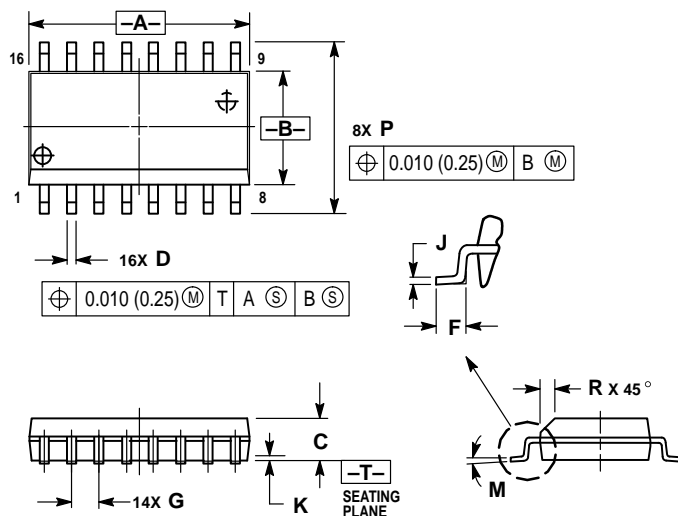 –A–
16 9
–B–
8X P
⌖ 0.010 (0.25) Ⓜ B Ⓜ
1 8
16X D
⌖ 0.010 (0.25) Ⓜ T A Ⓢ B Ⓢ
J
F
R X 45°
C
–T–
SEATING
PLANE
14X G
K
M